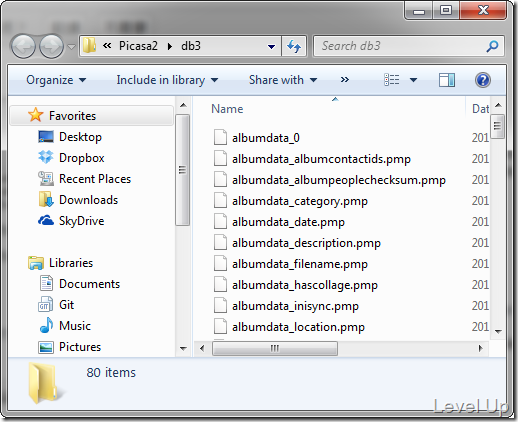 « Picasa2 ▸ db3
Search db3
Organize
Include in library
Share with
»
Favorites
Desktop
Dropbox
Recent Places
Downloads
SkyDrive
Libraries
Documents
Git
Music
Pictures
Name
Dat
albumdata_0
201
albumdata_albumcontactids.pmp
201
albumdata_albumpeoplechecksum.pmp
201
albumdata_category.pmp
201
albumdata_date.pmp
201
albumdata_description.pmp
201
albumdata_filename.pmp
201
albumdata_hascollage.pmp
201
albumdata_inisync.pmp
201
albumdata_location.pmp
201
80 items
Level Up